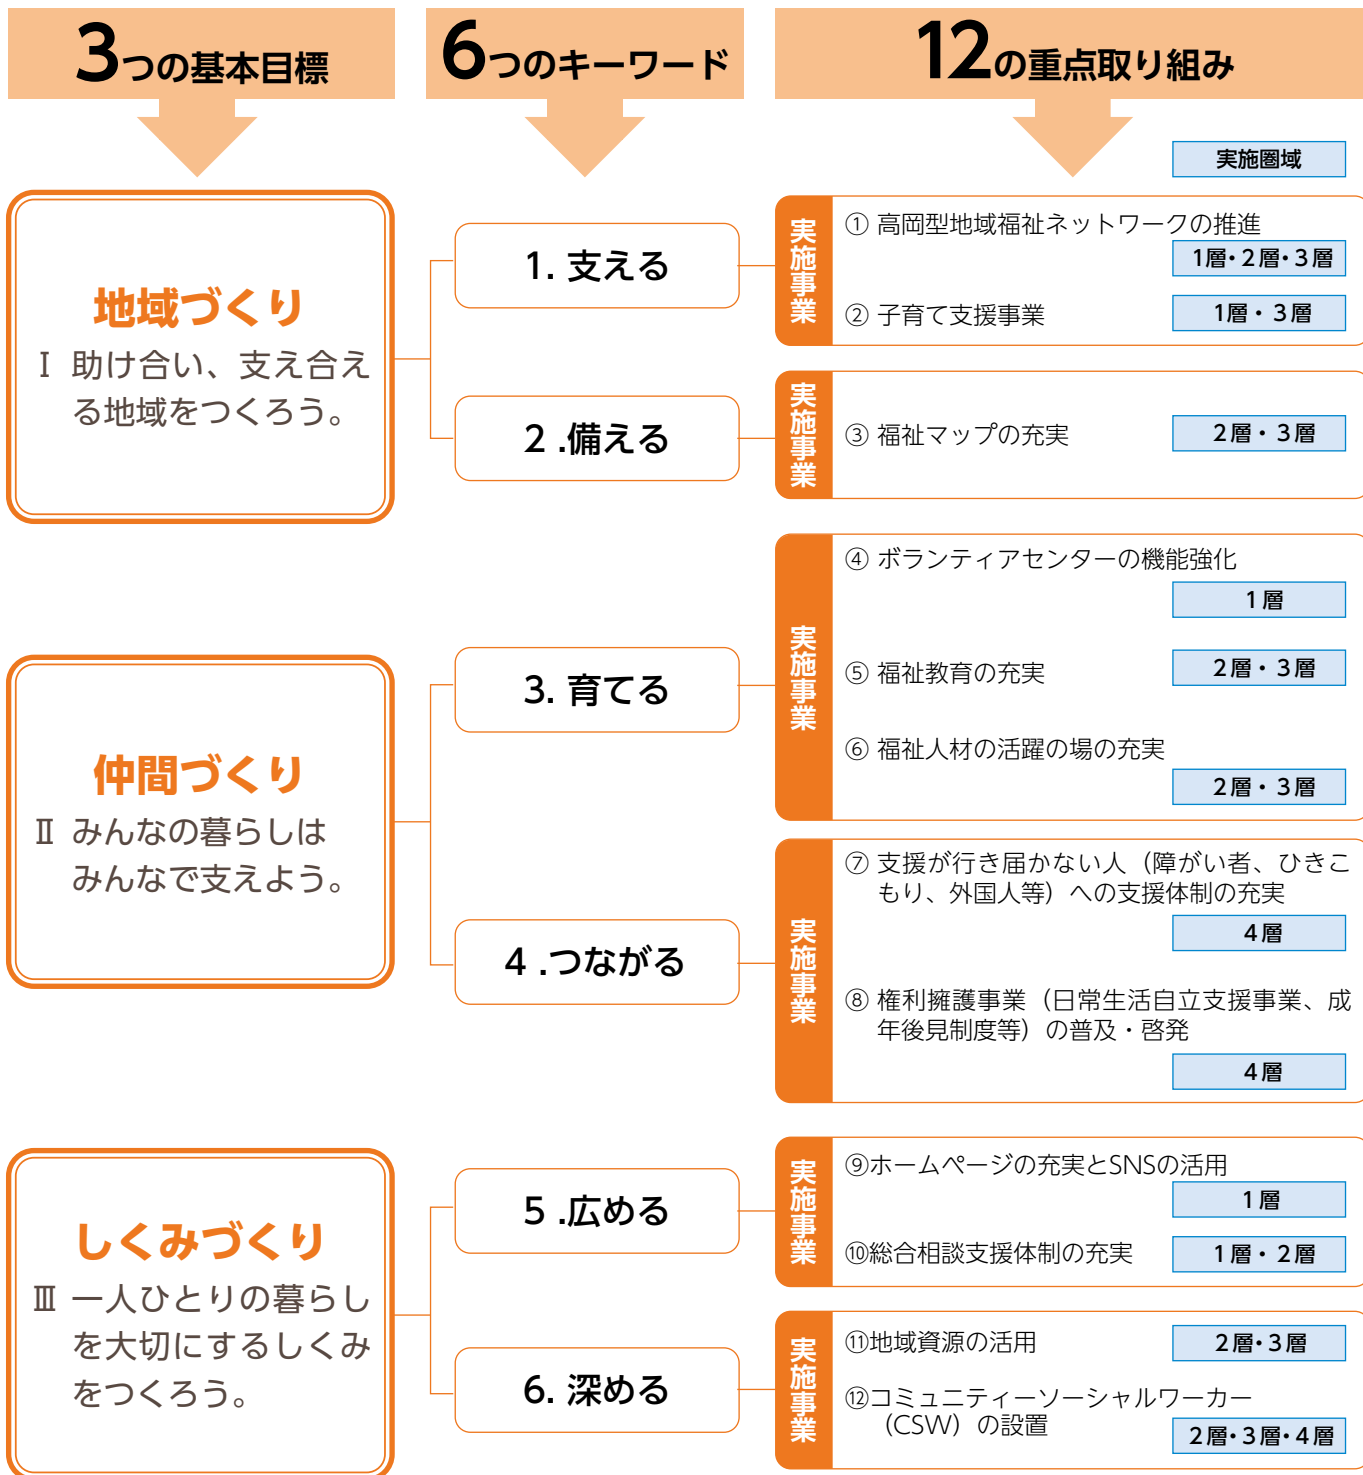 3つの基本目標
6つのキーワード
12の重点取り組み
実施圏域
地域づくり
Ⅰ 助け合い、支え合え
る地域をつくろう。
1. 支える
実施事業
① 高岡型地域福祉ネットワークの推進
1層・2層・3層
② 子育て支援事業
1層・3層
2.備える
実施事業
③ 福祉マップの充実
2層・3層
仲間づくり
Ⅱ みんなの暮らしは
みんなで支えよう。
3. 育てる
実施事業
④ ボランティアセンターの機能強化
1層
⑤ 福祉教育の充実
2層・3層
⑥ 福祉人材の活躍の場の充実
2層・3層
4.つながる
実施事業
⑦ 支援が行き届かない人（障がい者、ひきこ
もり、外国人等）への支援体制の充実
4層
⑧ 権利擁護事業（日常生活自立支援事業、成
年後見制度等）の普及・啓発
4層
しくみづくり
Ⅲ 一人ひとりの暮らし
を大切にするしくみ
をつくろう。
5.広める
実施事業
⑨ホームページの充実とSNSの活用
1層
⑩総合相談支援体制の充実
1層・2層
6. 深める
実施事業
⑪地域資源の活用
2層・3層
⑫コミュニティーソーシャルワーカー
（CSW）の設置
2層・3層・4層